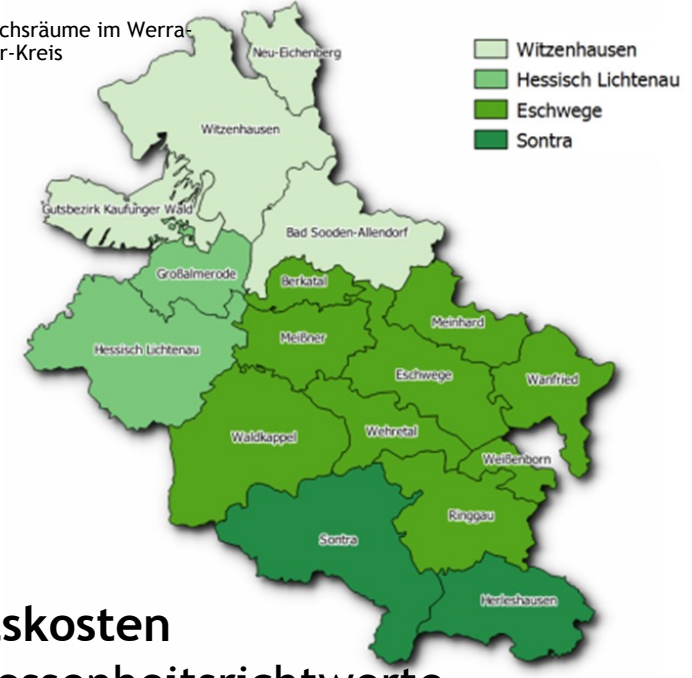 chsräume im Werra-
r-Kreis
Neu-Eichenberg
Witzenhausen
Hessisch Lichtenau
Eschwege
Sontra
Witzenhausen
Gutsbezirk Kaufunger Wald
Bad Sooden-Allendorf
Großalmerode
Berkatal
Meinhard
Meißner
Hessisch Lichtenau
Eschwege
Wanfried
Waldkappel
Wehretal
Weißenborn
Ringgau
Sontra
Herleshausen
skosten